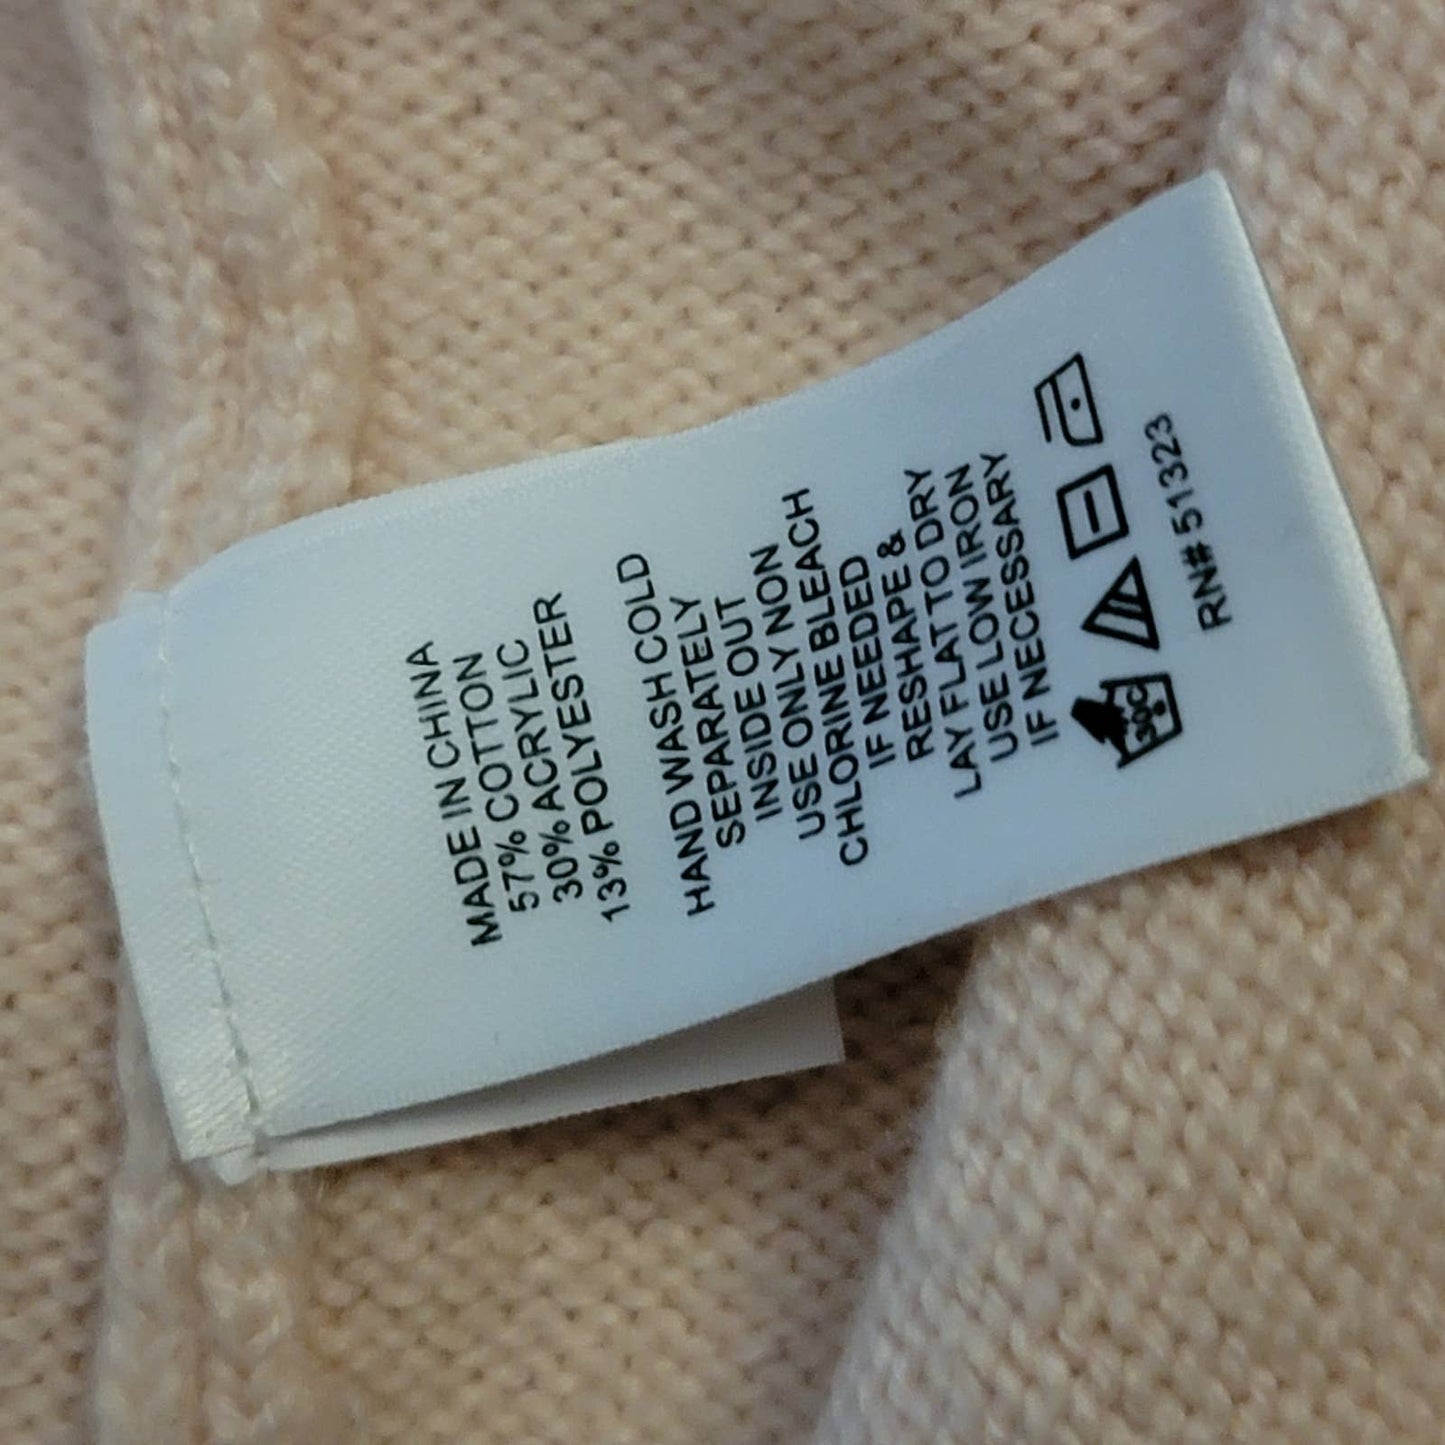 MADE IN CHINA
57% COTTON
30% ACRYLIC
13% POLYESTER
HAND WASH COLD
SEPARATELY
INSIDE OUT
USE ONLY NON
CHLORINE BLEACH
IF NEEDED
RESHAPE &
LAY FLAT TO DRY
USE LOW IRON
IF NECESSARY
30C
RN# 51323